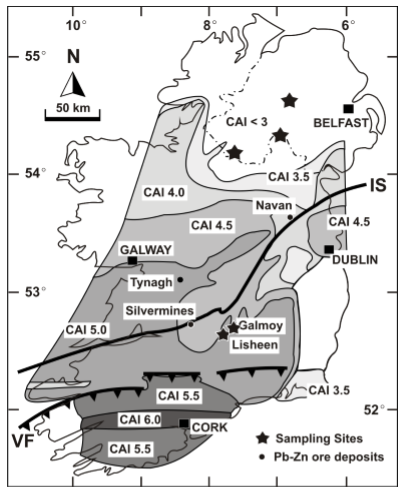 10° 8° 6°
55°
N
50 km
CAI < 3
BELFAST
54°
CAI 3.5
CAI 4.0
IS
Navan
CAI 4.5
CAI 4.5
GALWAY
DUBLIN
Tynagh
53°
Silvermines
CAI 5.0
Galmoy
Lisheen
CAI 5.5
CAI 3.5
52°
CAI 6.0
VF
CORK
CAI 5.5
Sampling Sites
Pb-Zn ore deposits